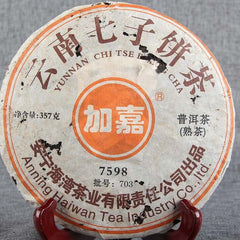 云南七子饼茶
YUNNAN CHI TSE CHA
加嘉
®
净含量:357克
普洱茶
(熟茶)
7598
批号:703
安宁海湾茶业有限责任公司出品
Anning Haiwan Tea Industry Co.,Ltd.